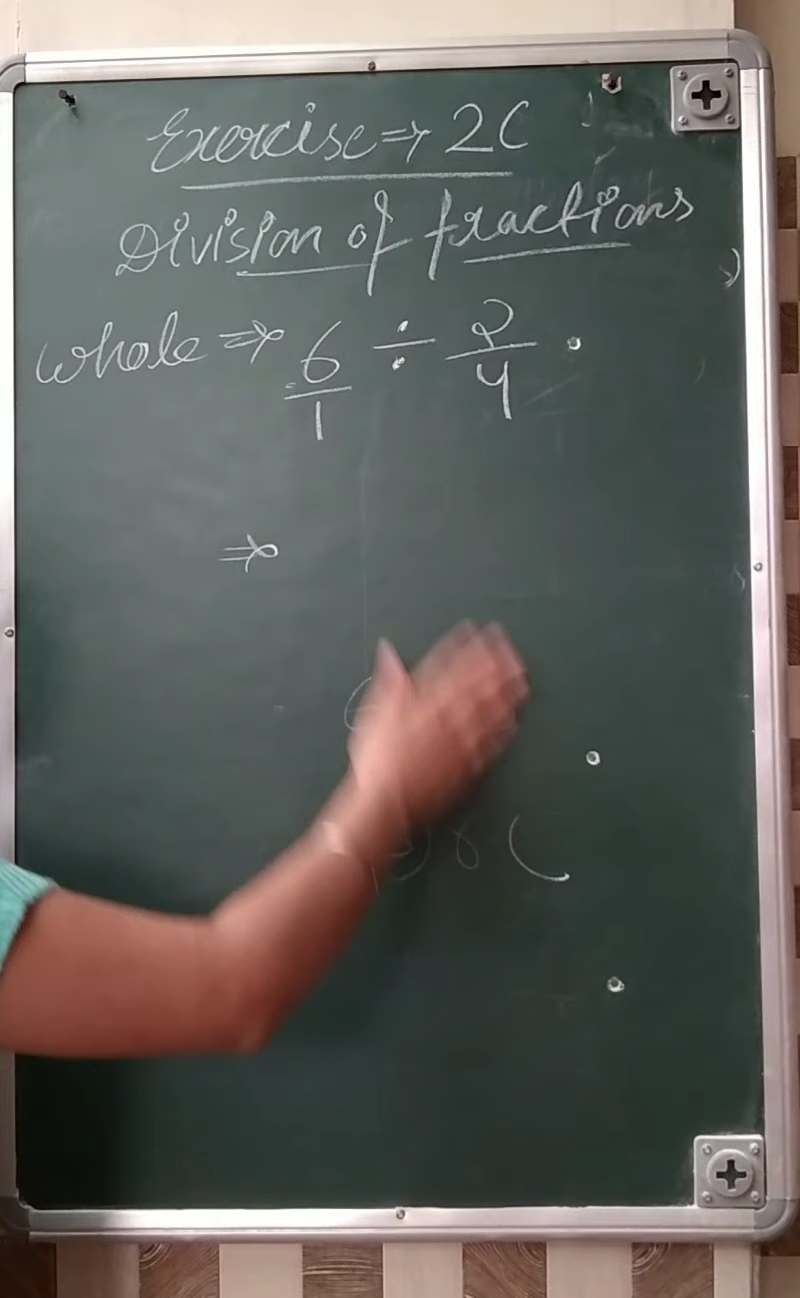 Exercise ⇒ 2C
Division of fractions
whole ⇒ 6/1 ÷ 2/4
⇒